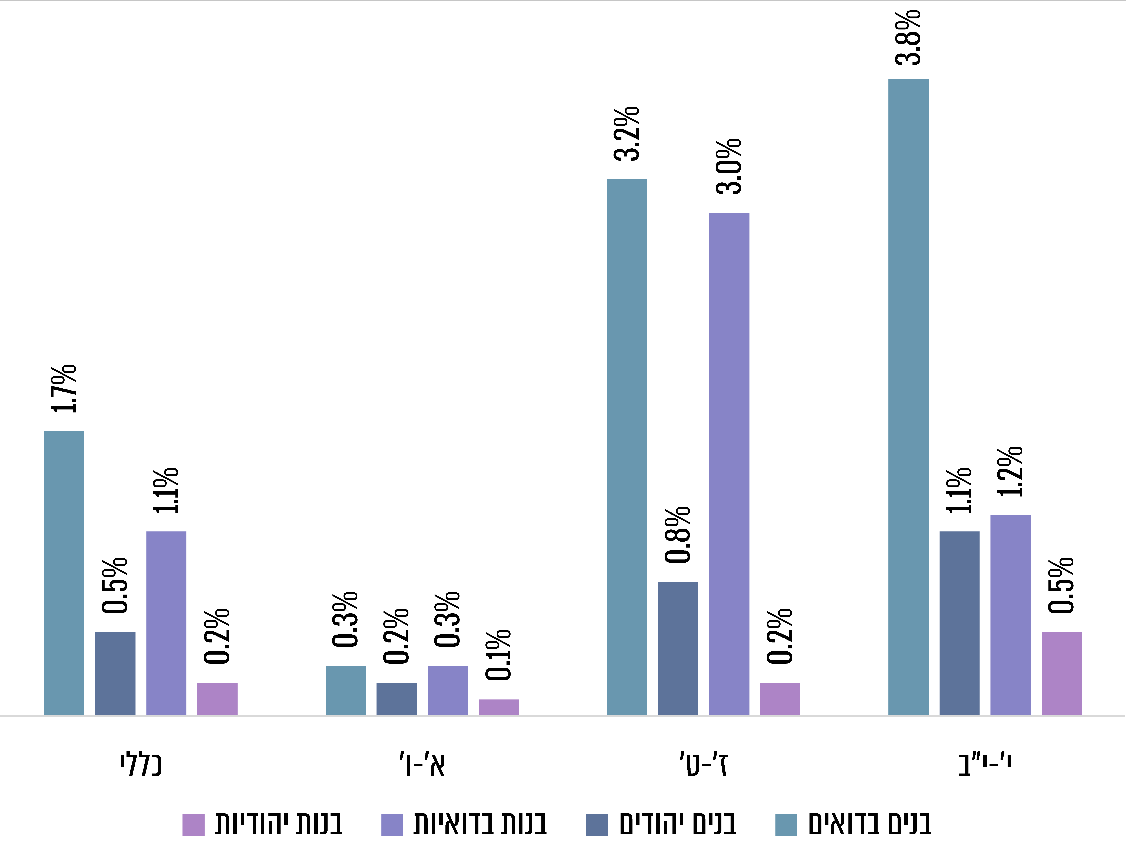 3.8%
3.2%
3.0%
1.7%
1.1%
0.5%
0.2%
0.3%
0.2%
0.3%
0.1%
0.8%
0.2%
1.1%
1.2%
0.5%
כללי
א'-ו'
ז'-ט'
י'-י"ב
בנים בדואים
בנים יהודים
בנות בדואיות
בנות יהודיות